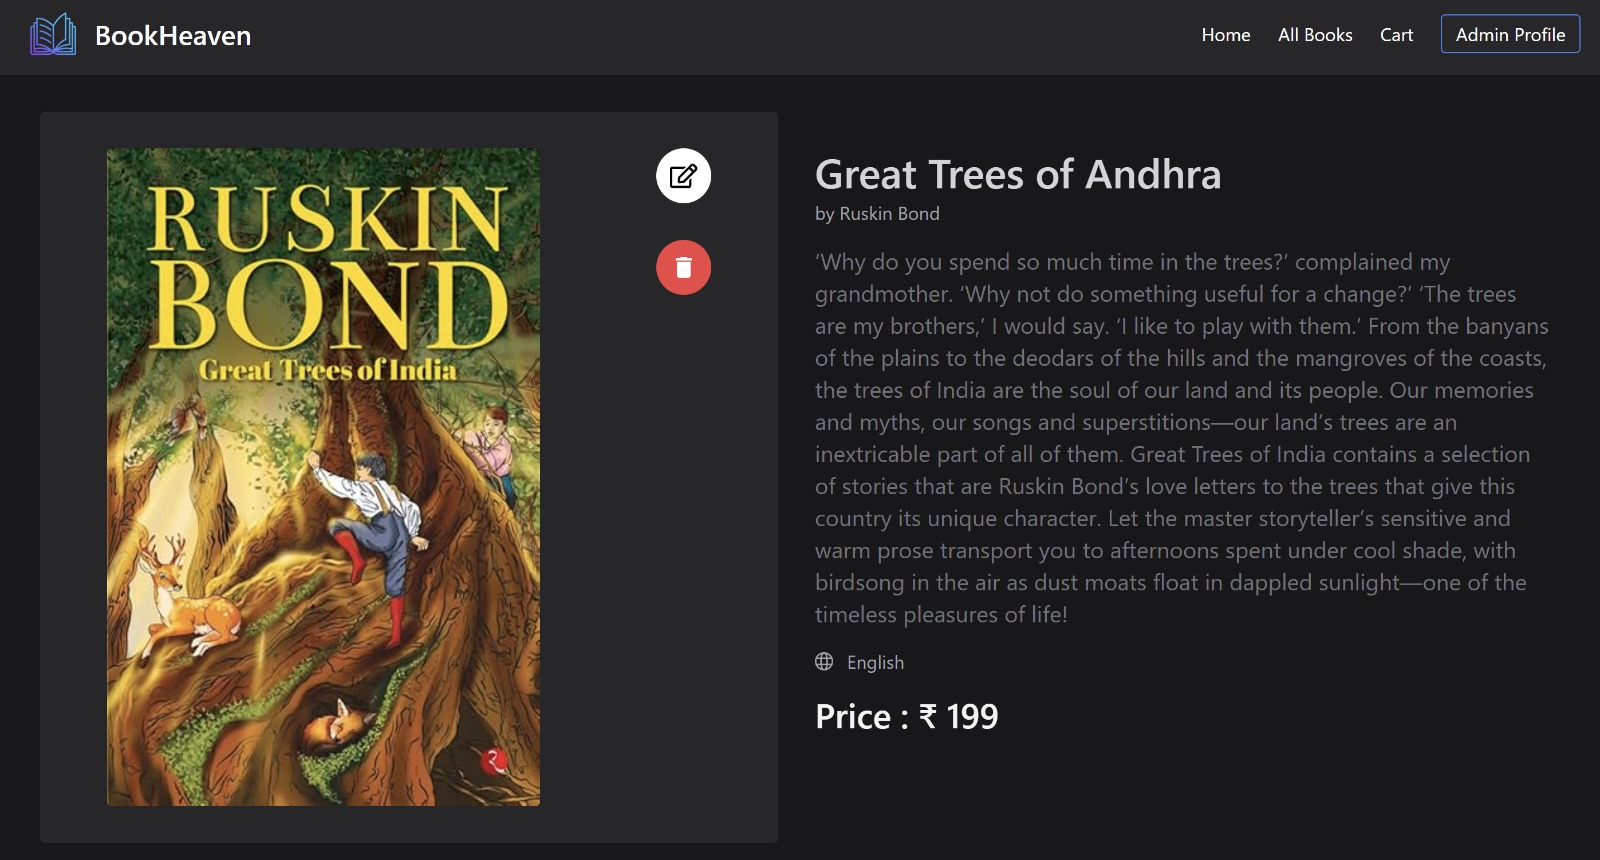 BookHeaven
Home
All Books
Cart
Admin Profile
RUSKIN
BOND
Great Trees of India
Great Trees of Andhra
by Ruskin Bond
‘Why do you spend so much time in the trees?’ complained my
grandmother. ‘Why not do something useful for a change?’ ‘The trees
are my brothers,’ I would say. ‘I like to play with them.’ From the banyans
of the plains to the deodars of the hills and the mangroves of the coasts,
the trees of India are the soul of our land and its people. Our memories
and myths, our songs and superstitions—our land’s trees are an
inextricable part of all of them. Great Trees of India contains a selection
of stories that are Ruskin Bond’s love letters to the trees that give this
country its unique character. Let the master storyteller’s sensitive and
warm prose transport you to afternoons spent under cool shade, with
birdsong in the air as dust moats float in dappled sunlight—one of the
timeless pleasures of life!
English
Price : ₹ 199